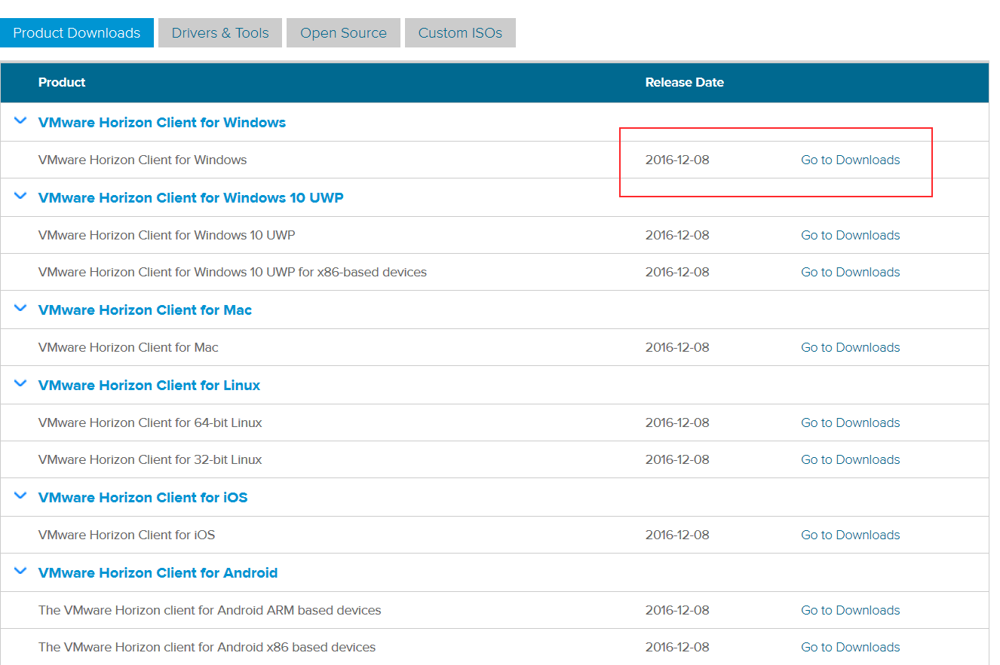 Product Downloads Drivers & Tools Open Source Custom ISOs
Product Release Date
VMware Horizon Client for Windows
VMware Horizon Client for Windows 2016-12-08 Go to Downloads
VMware Horizon Client for Windows 10 UWP
VMware Horizon Client for Windows 10 UWP 2016-12-08 Go to Downloads
VMware Horizon Client for Windows 10 UWP for x86-based devices 2016-12-08 Go to Downloads
VMware Horizon Client for Mac
VMware Horizon Client for Mac 2016-12-08 Go to Downloads
VMware Horizon Client for Linux
VMware Horizon Client for 64-bit Linux 2016-12-08 Go to Downloads
VMware Horizon Client for 32-bit Linux 2016-12-08 Go to Downloads
VMware Horizon Client for iOS
VMware Horizon Client for iOS 2016-12-08 Go to Downloads
VMware Horizon Client for Android
The VMware Horizon client for Android ARM based devices 2016-12-08 Go to Downloads
The VMware Horizon client for Android x86 based devices 2016-12-08 Go to Downloads